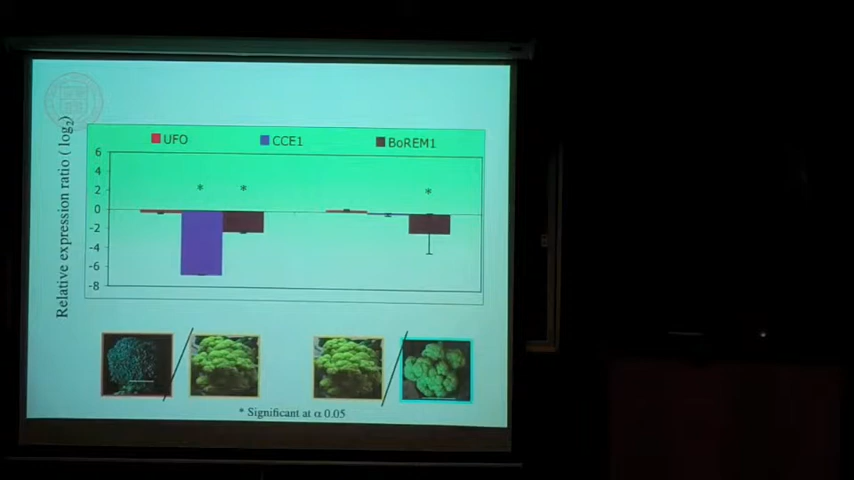 UFO
CCE1
BoREM1
Relative expression ratio ( log2)
6
4
2
0
-2
-4
-6
-8
*
*
*
* Significant at α 0.05